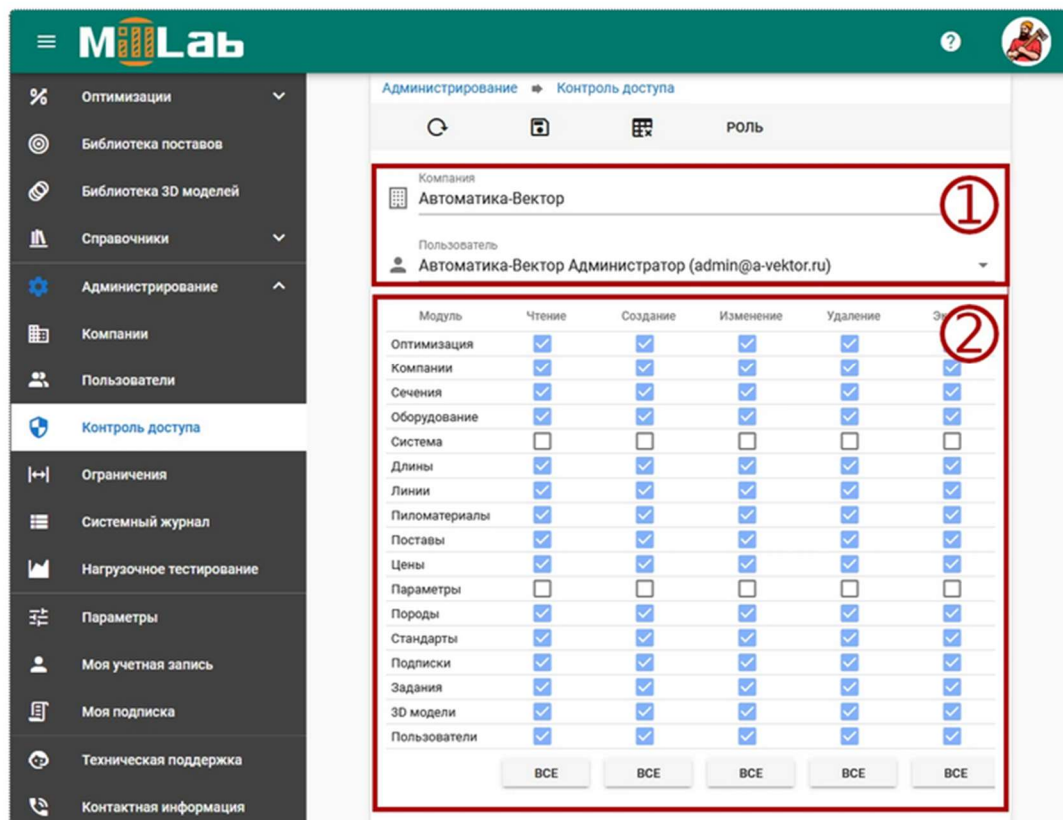 MillLab
?
Оптимизации
Библиотека поставов
Библиотека 3D моделей
Справочники
Администрирование
Компании
Пользователи
Контроль доступа
Ограничения
Системный журнал
Нагрузочное тестирование
Параметры
Моя учетная запись
Моя подписка
Техническая поддержка
Контактная информация
Администрирование Контроль доступа
РОЛЬ
Компания
Автоматика-Вектор
1
Пользователь
Автоматика-Вектор Администратор (admin@a-vektor.ru)
Модуль Чтение Создание Изменение Удаление
2
Оптимизация
Компании
Сечения
Оборудование
Система
Длины
Линии
Пиломатериалы
Поставы
Цены
Параметры
Породы
Стандарты
Подписки
Задания
3D модели
Пользователи
ВСЕ ВСЕ ВСЕ ВСЕ ВСЕ